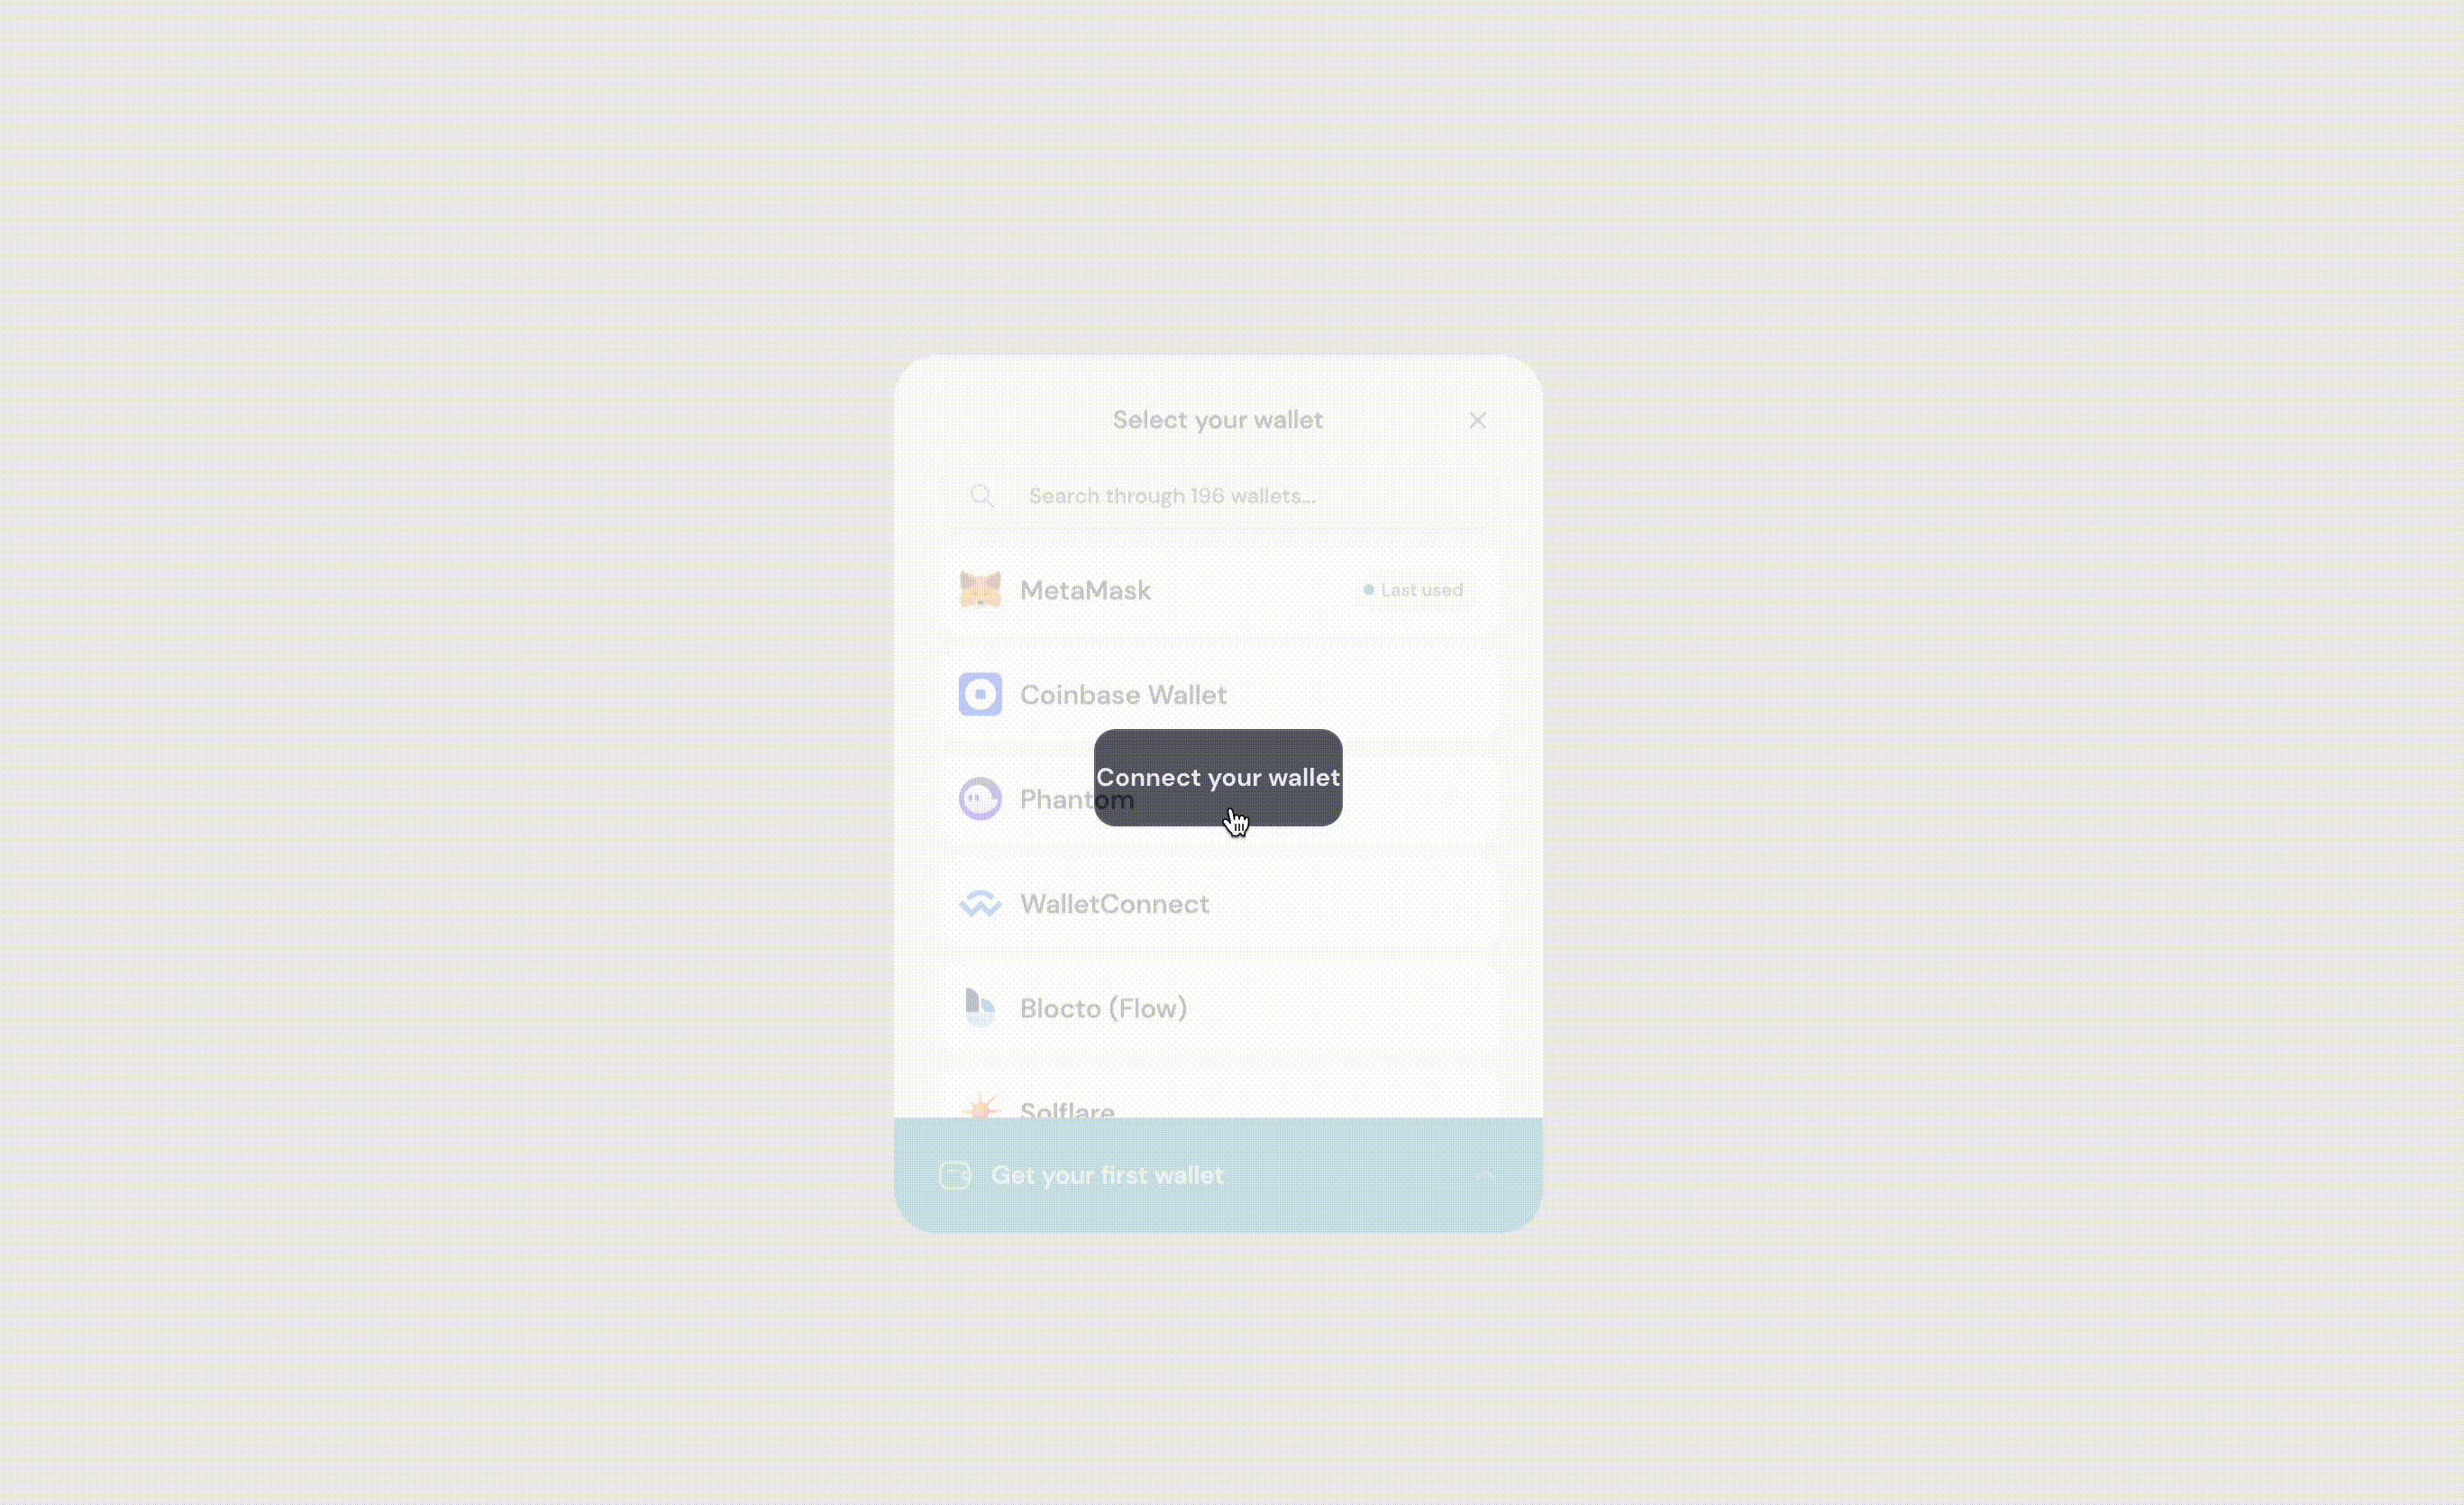 Select your wallet
Search through 196 wallets...
MetaMask
Last used
Coinbase Wallet
Connect your wallet
Phantom
WalletConnect
Blocto (Flow)
Solflare
Get your first wallet